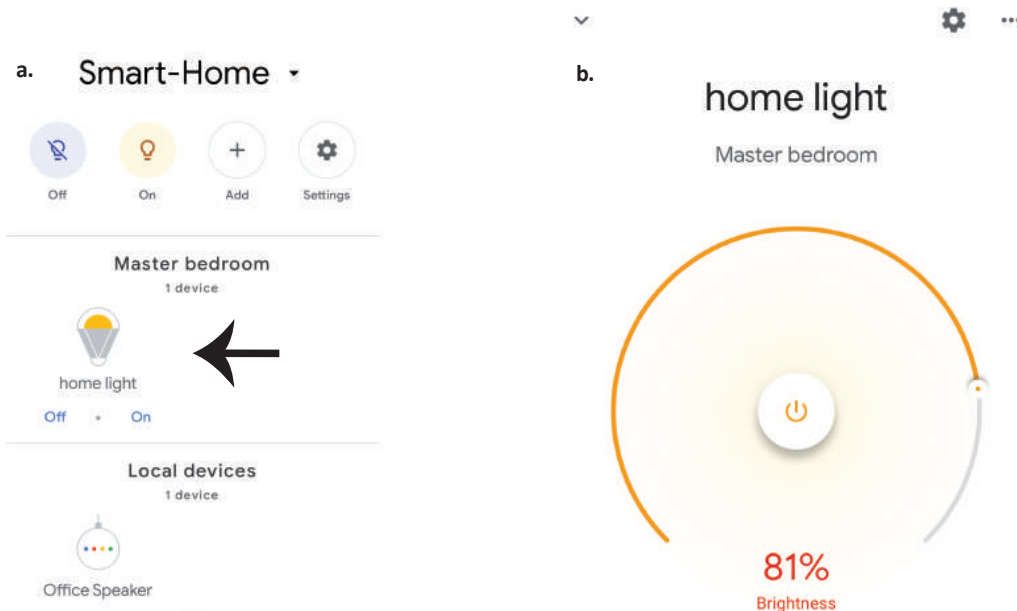 a.
Smart-Home
Off
On
Add
Settings
Master bedroom
1 device
home light
Off • On
Local devices
1 device
Office Speaker
b.
home light
Master bedroom
81%
Brightness